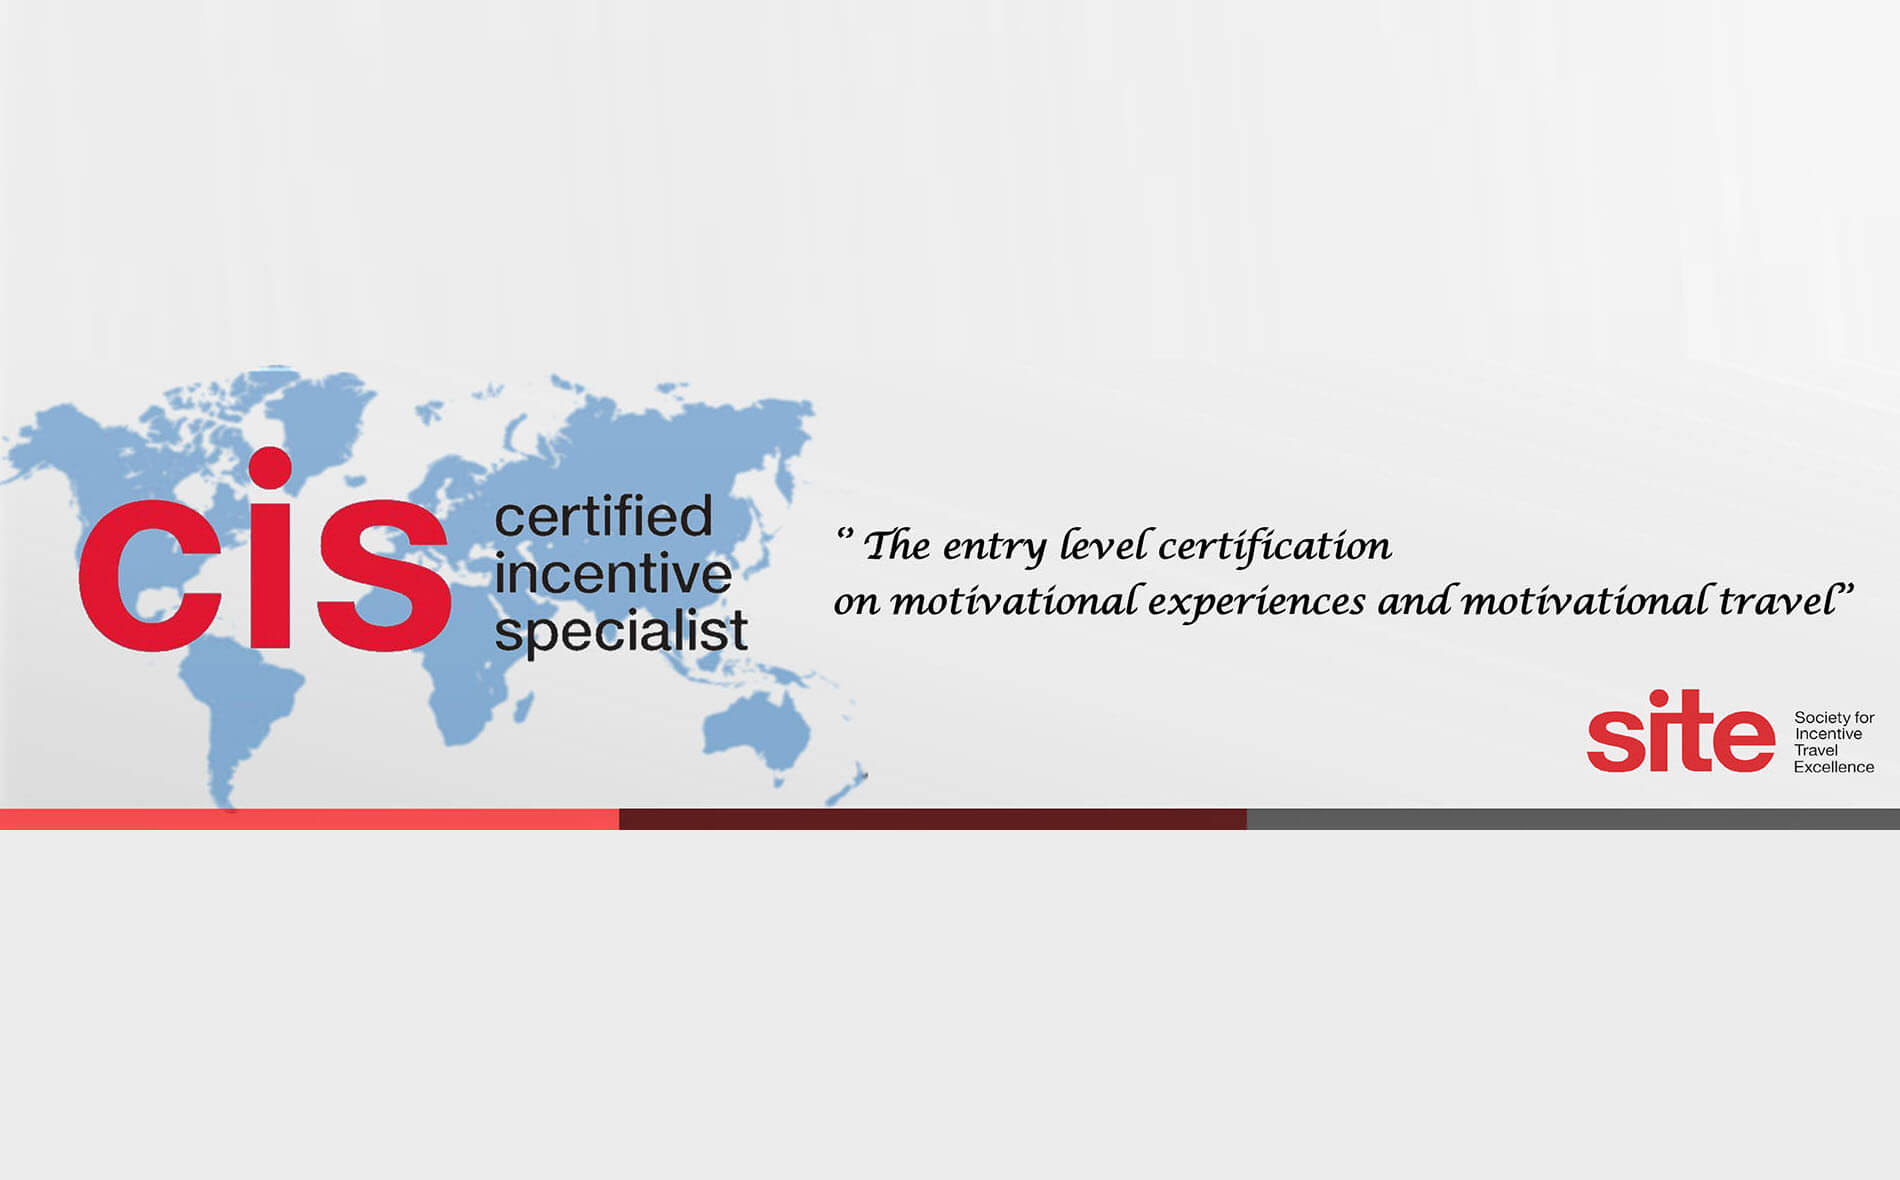 cis
certified
incentive
specialist
“ The entry level certification
on motivational experiences and motivational travel”
site
Society for
Incentive
Travel
Excellence